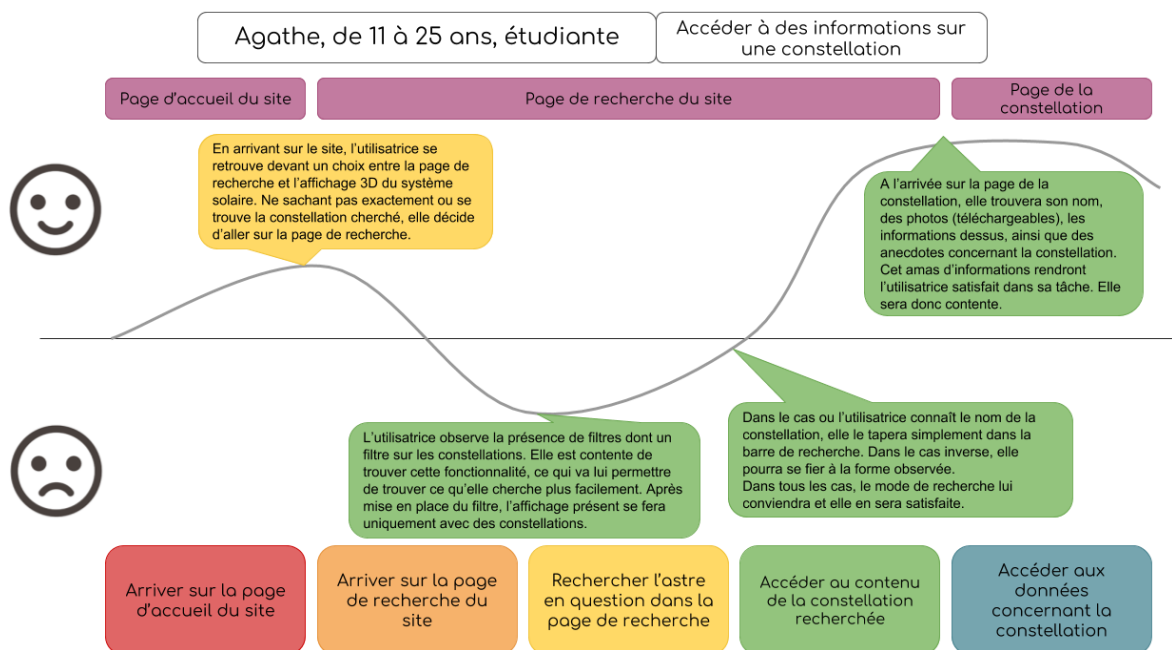 Agathe, de 11 à 25 ans, étudiante
Accéder à des informations sur
une constellation
Page d'accueil du site
Page de recherche du site
Page de la
constellation
En arrivant sur le site, l'utilisatrice se
retrouve devant un choix entre la page de
recherche et l'affichage 3D du système
solaire. Ne sachant pas exactement ou se
trouve la constellation cherché, elle décide
d'aller sur la page de recherche.
A l'arrivée sur la page de la
constellation, elle trouvera son nom,
des photos (téléchargeables), les
informations dessus, ainsi que des
anecdotes concernant la constellation.
Cet amas d'informations rendront
l'utilisatrice satisfait dans sa tâche. Elle
sera donc contente.
L'utilisatrice observe la présence de filtres dont un
filtre sur les constellations. Elle est contente de
trouver cette fonctionnalité, ce qui va lui permettre
de trouver ce qu'elle cherche plus facilement. Après
mise en place du filtre, l'affichage présent se fera
uniquement avec des constellations.
Dans le cas ou l'utilisatrice connaît le nom de la
constellation, elle le tapera simplement dans la
barre de recherche. Dans le cas inverse, elle
pourra se fier à la forme observée.
Dans tous les cas, le mode de recherche lui
conviendra et elle en sera satisfaite.
Arriver sur la page
d'accueil du site
Arriver sur la page
de recherche du
site
Rechercher l'astre
en question dans la
page de recherche
Accéder au contenu
de la constellation
recherchée
Accéder aux
données
concernant la
constellation